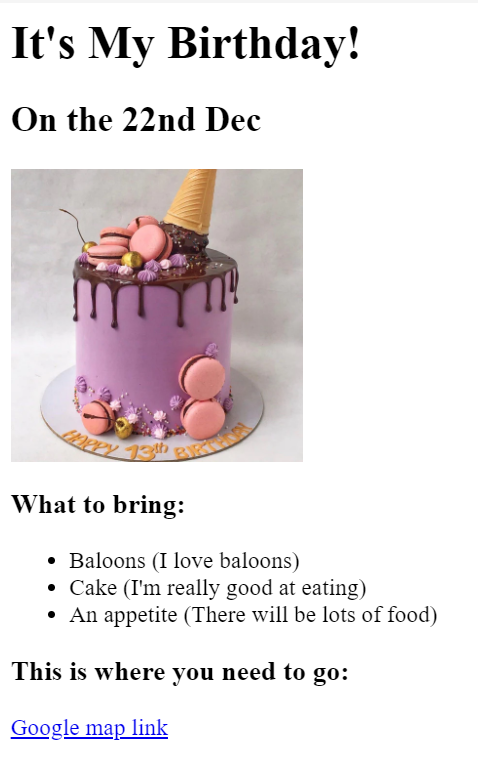 It's My Birthday!
On the 22nd Dec
HAPPY 13th BIRTHDAY
What to bring:
Baloons (I love baloons)
Cake (I'm really good at eating)
An appetite (There will be lots of food)
This is where you need to go:
Google map link